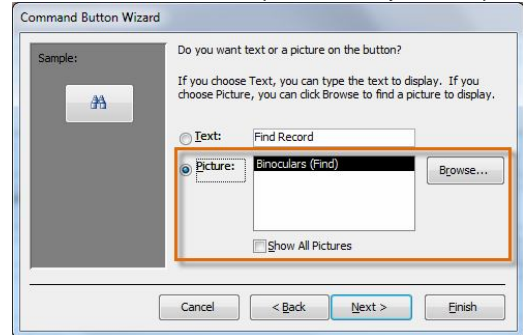 Command Button Wizard
Sample:
Do you want text or a picture on the button?
If you choose Text, you can type the text to display. If you
choose Picture, you can click Browse to find a picture to display.
Text: Find Record
Picture: Binoculars (Find) Browse...
Show All Pictures
Cancel < Back Next > Finish